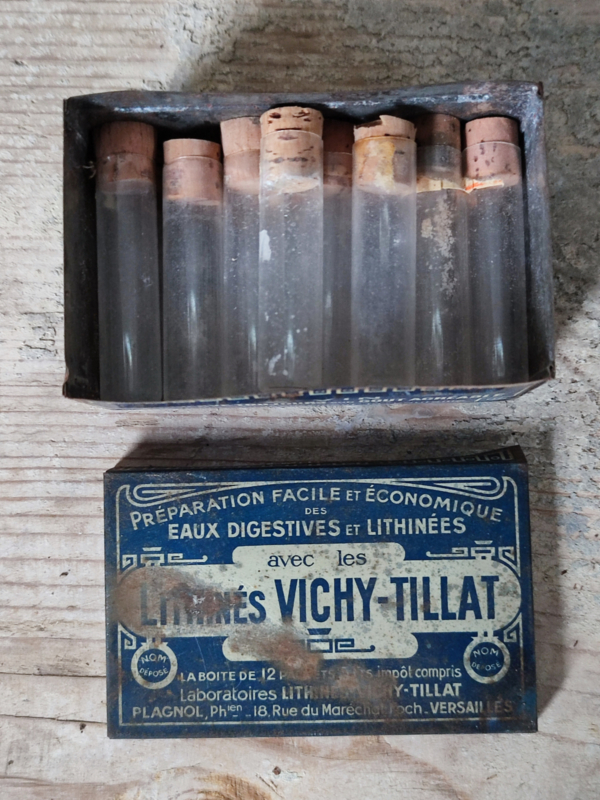 PRÉPARATION FACILE ET ÉCONOMIQUE
DES
EAUX DIGESTIVES ET LITHINÉES
avec les
LITHINÉS VICHY-TILLAT
NOM DÉPOSÉ
NOM DÉPOSÉ
LA BOITE DE 12 impôt compris
Laboratoires LITHINÉS VICHY-TILLAT
PLAGNOL, Phien _ 18, Rue du Maréchal Foch _ VERSAILLES